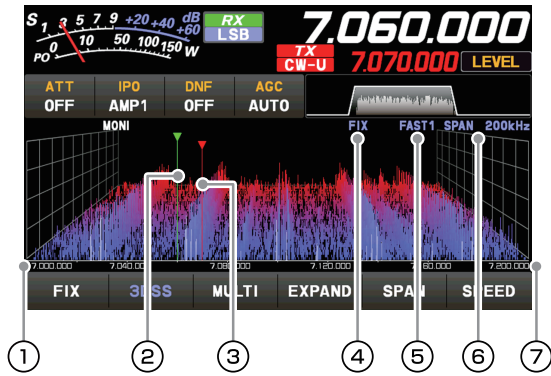 S 1 3 5 7 9 +20 +40 +60 dB
PO 0 10 50 100 150 W
RX
LSB
7.060.000
TX
CW-U
7.070.000
LEVEL
ATT IPO DNF AGC
OFF AMP1 OFF AUTO
MONI
FIX FAST1 SPAN 200kHz
7.000.000 7.040.000 7.080 7.120.000 60.000 7.200.000
FIX 3DSS MULTI EXPAND SPAN SPEED
1 2 3 4 5 6 7